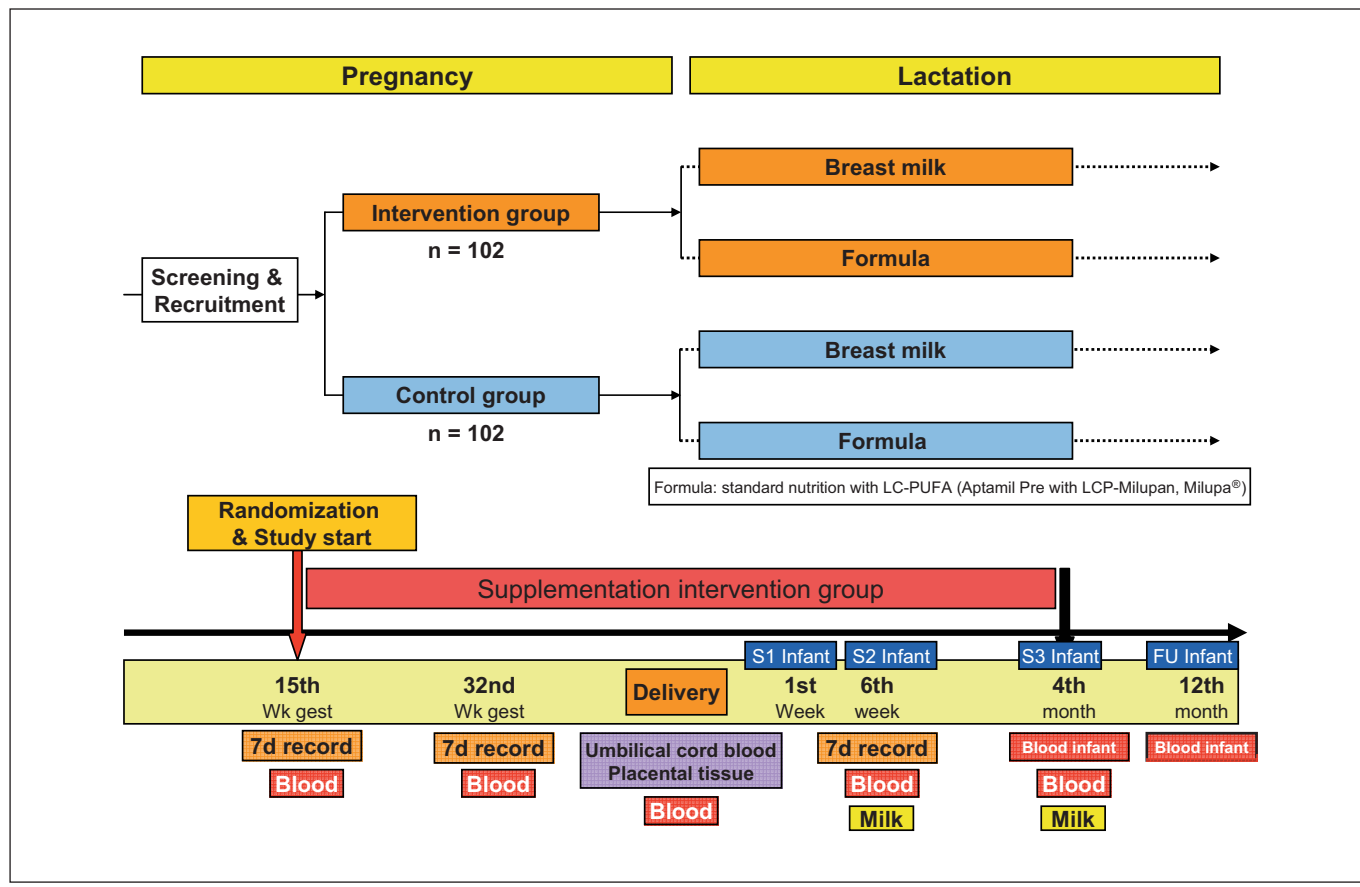 Pregnancy
Lactation
Breast milk
Intervention group
n = 102
Formula
Screening &
Recruitment
Breast milk
Control group
n = 102
Formula
Formula: standard nutrition with LC-PUFA (Aptamil Pre with LCP-Milupan, Milupa®)
Randomization
& Study start
Supplementation intervention group
S1 Infant
S2 Infant
S3 Infant
FU Infant
15th
Wk gest
32nd
Wk gest
Delivery
1st
Week
6th
week
4th
month
12th
month
7d record
Blood
7d record
Blood
Umbilical cord blood
Placental tissue
Blood
7d record
Blood
Milk
Blood infant
Blood
Milk
Blood infant